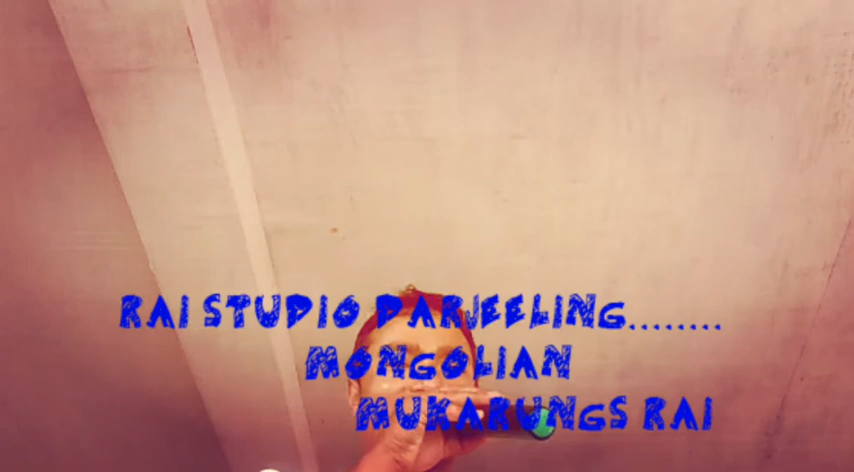 RAI STUDIO DARJEELING........
MONGOLIAN
MUKARUNGS RAI